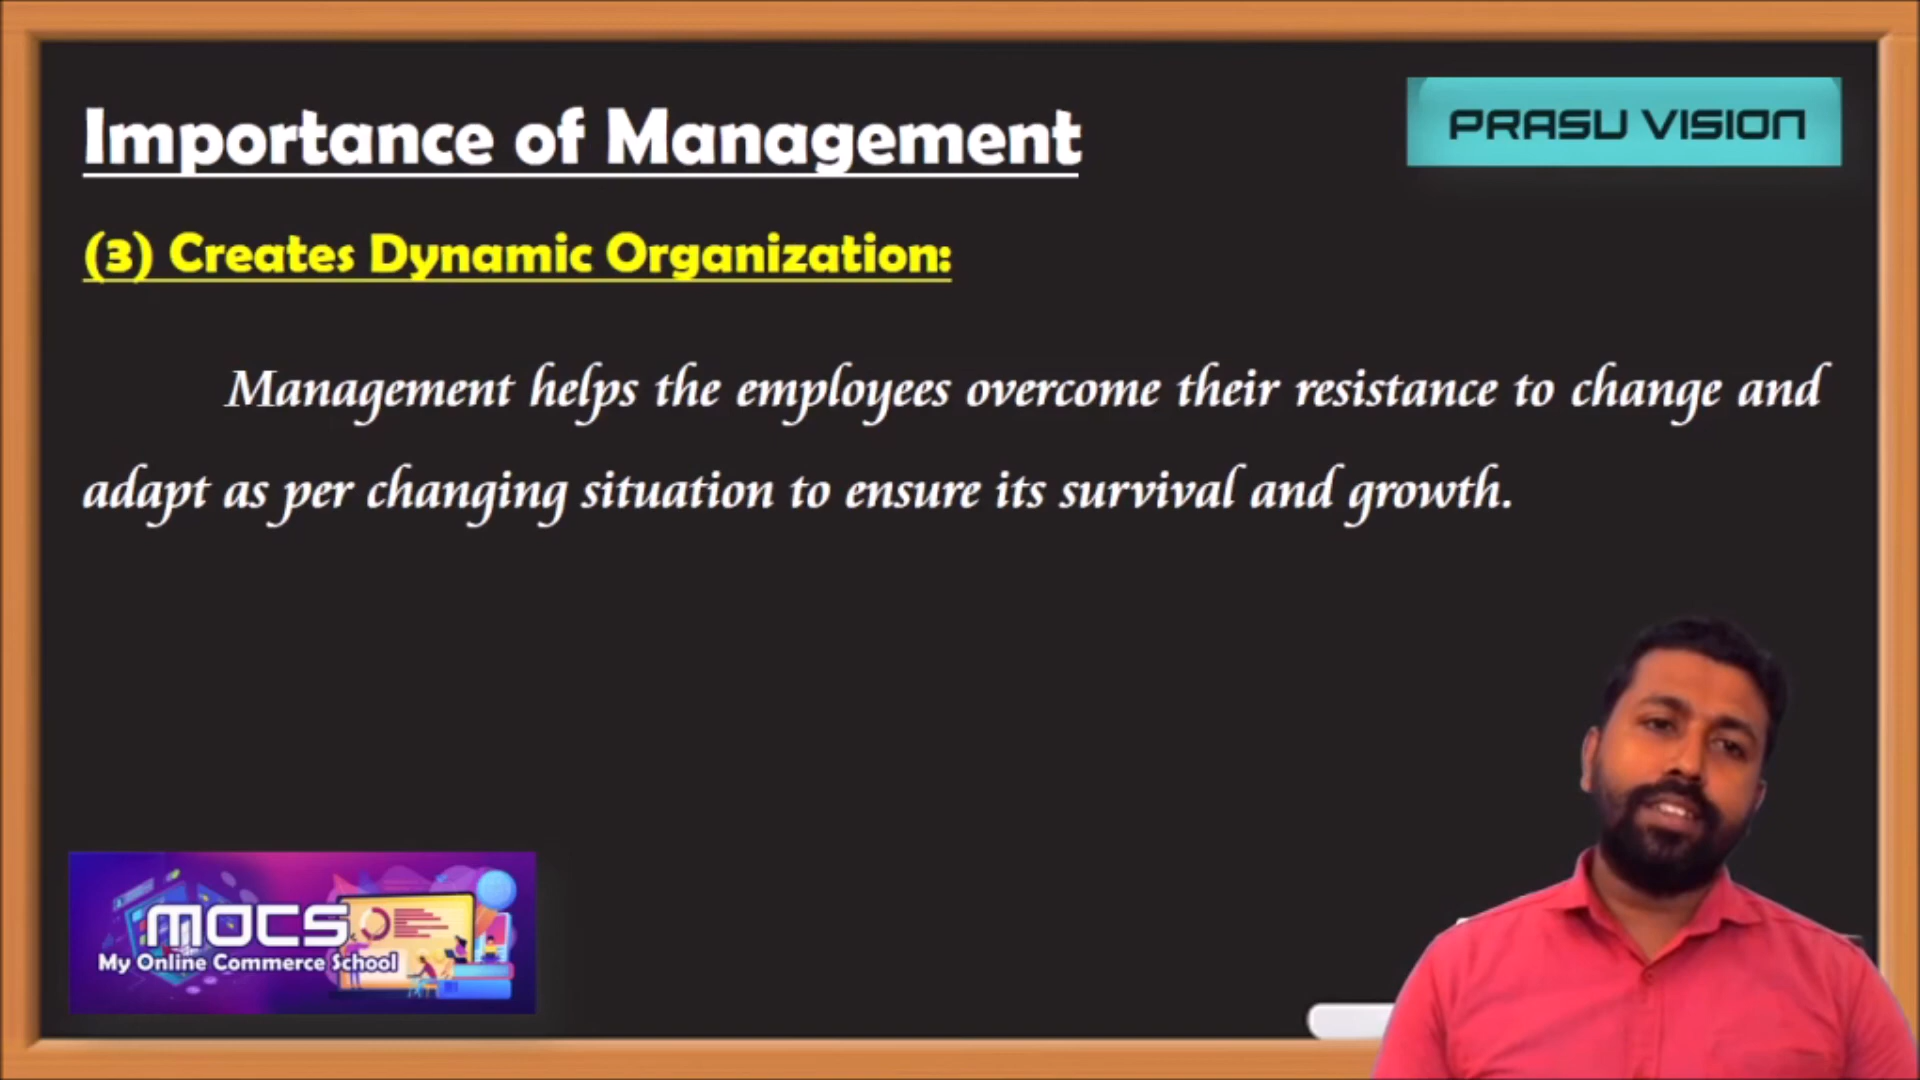 Importance of Management
PRASU VISION
(3) Creates Dynamic Organization:
Management helps the employees overcome their resistance to change and
adapt as per changing situation to ensure its survival and growth.
MOCS
My Online Commerce School